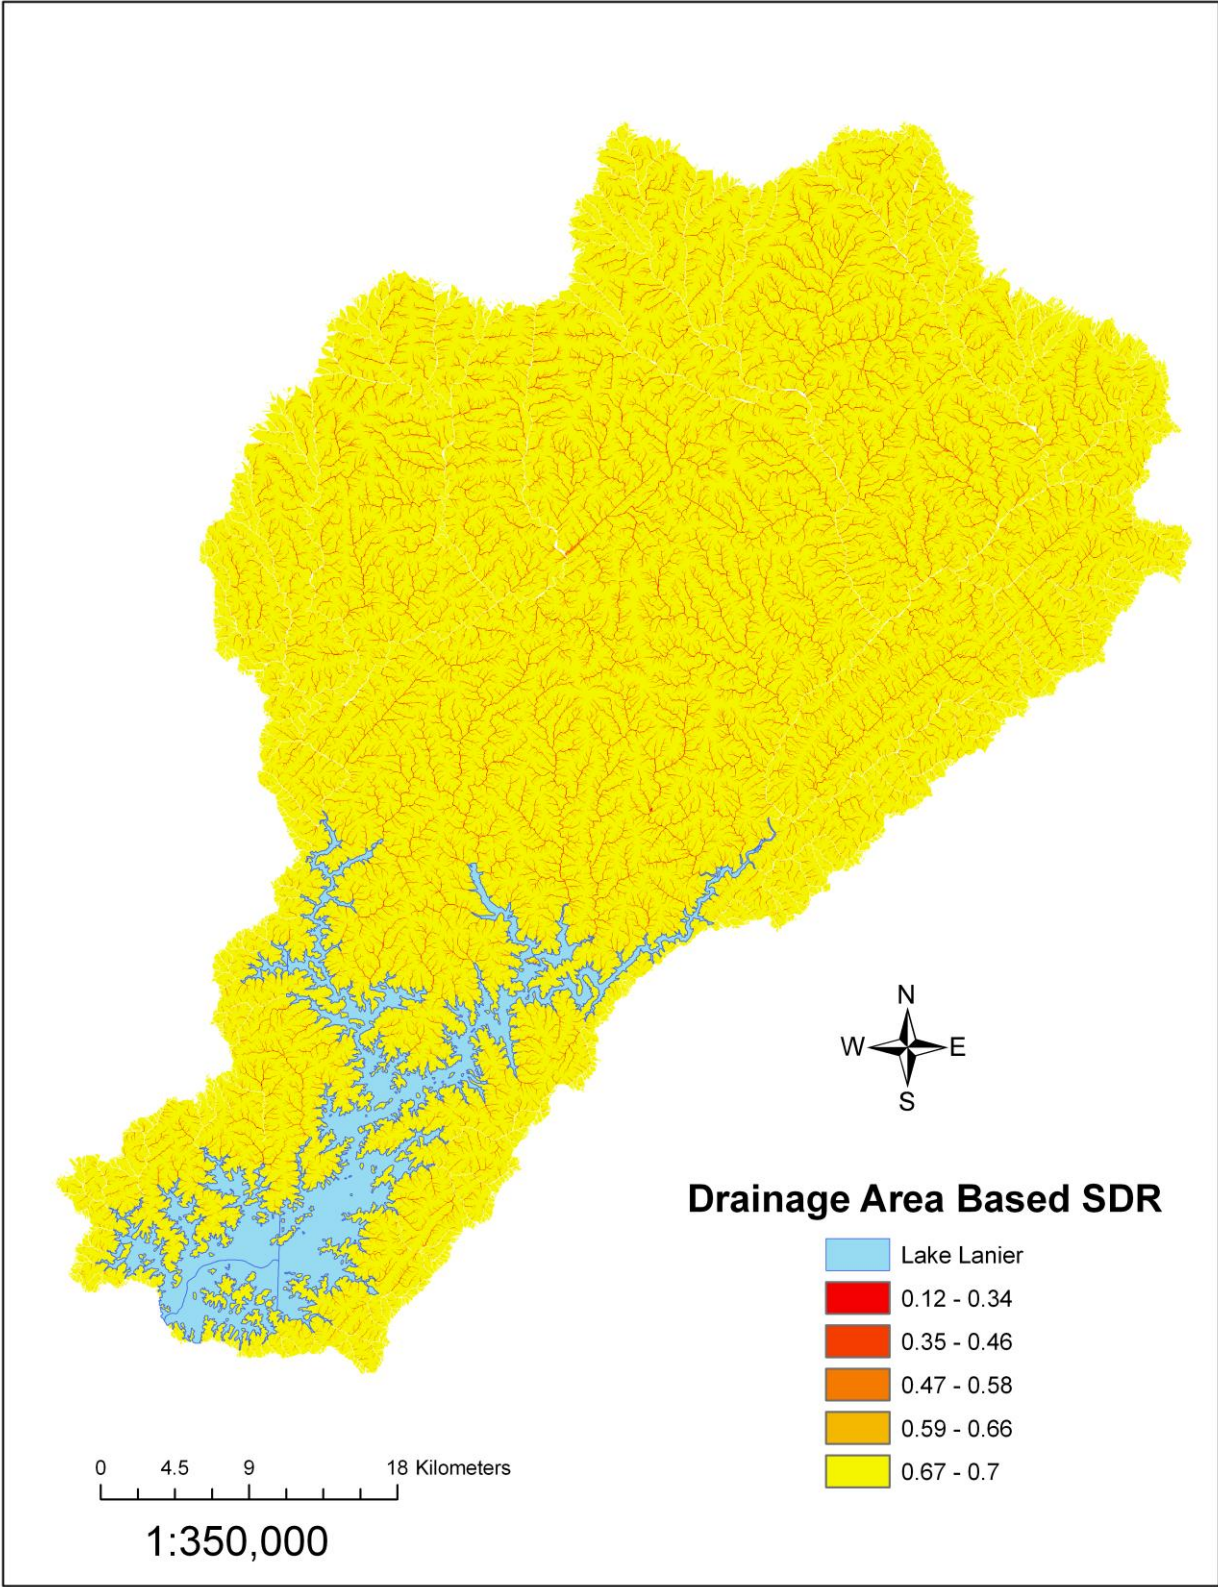 N
W E
S
Drainage Area Based SDR
Lake Lanier
0.12 - 0.34
0.35 - 0.46
0.47 - 0.58
0.59 - 0.66
0.67 - 0.7
0 4.5 9 18 Kilometers
1:350,000